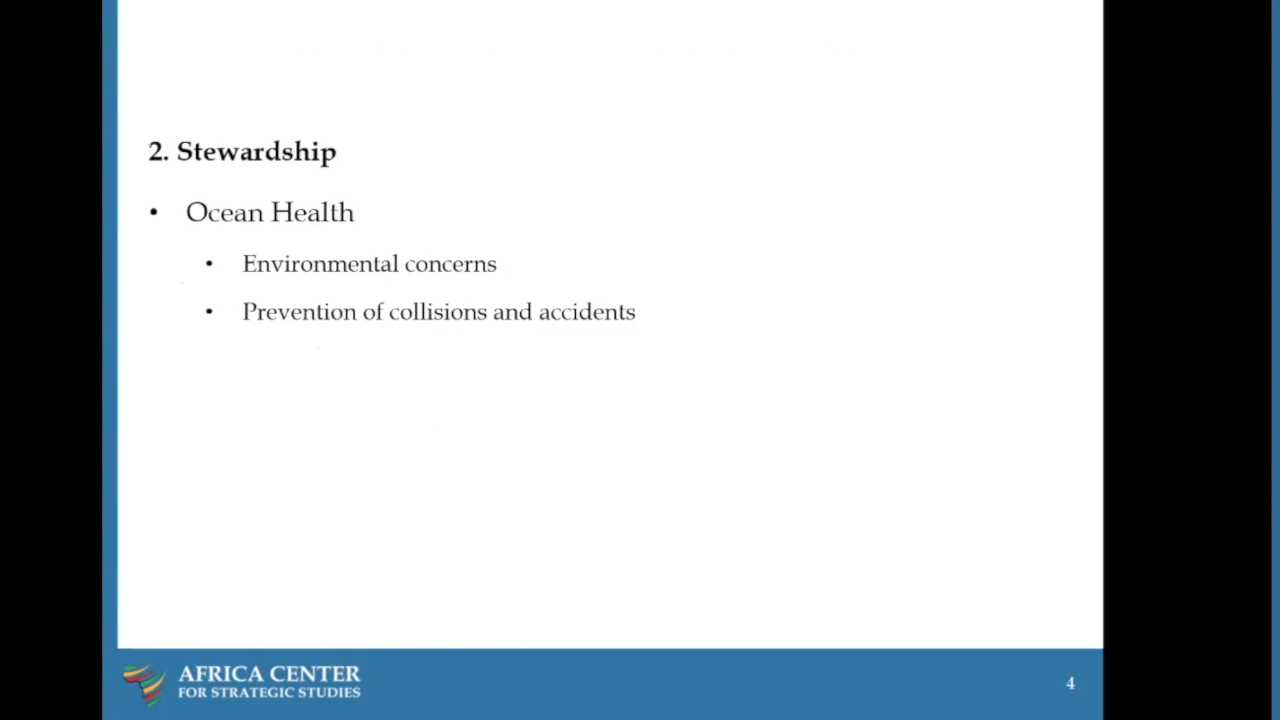 2. Stewardship
• Ocean Health
• Environmental concerns
• Prevention of collisions and accidents
AFRICA CENTER
FOR STRATEGIC STUDIES
4